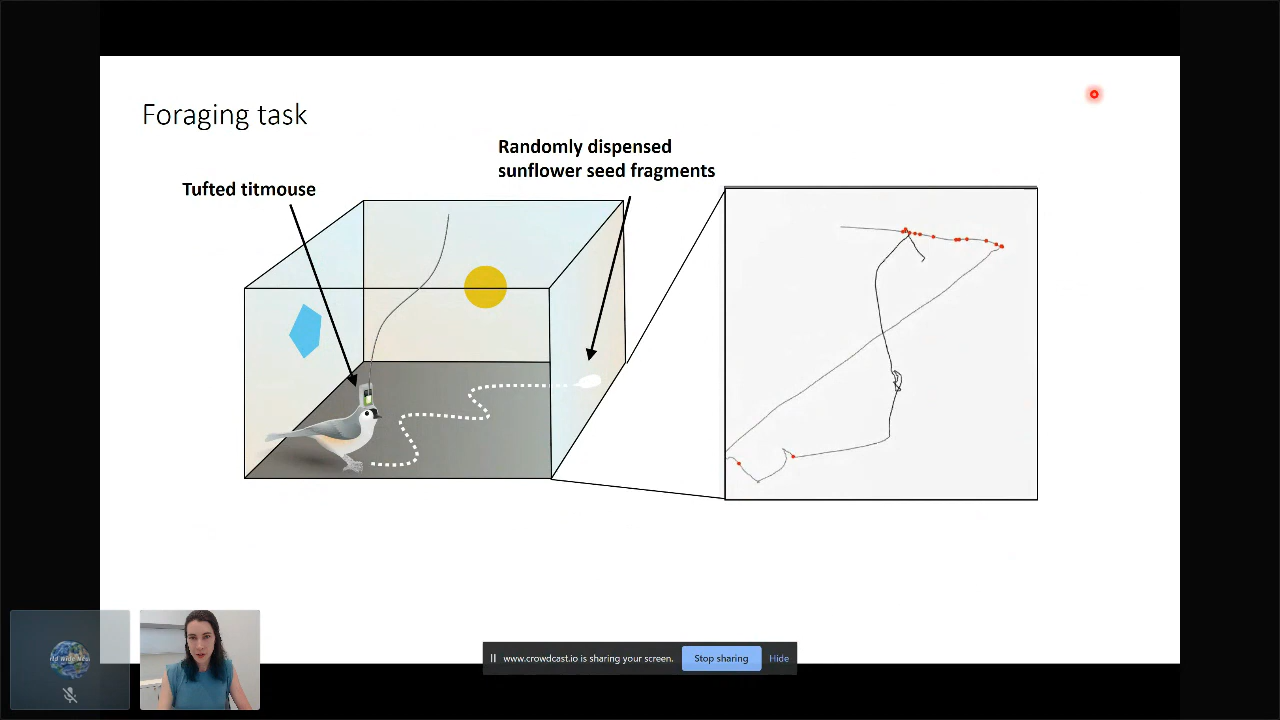 Foraging task
Randomly dispensed
sunflower seed fragments
Tufted titmouse
www.crowdcast.io is sharing your screen.
Stop sharing
Hide